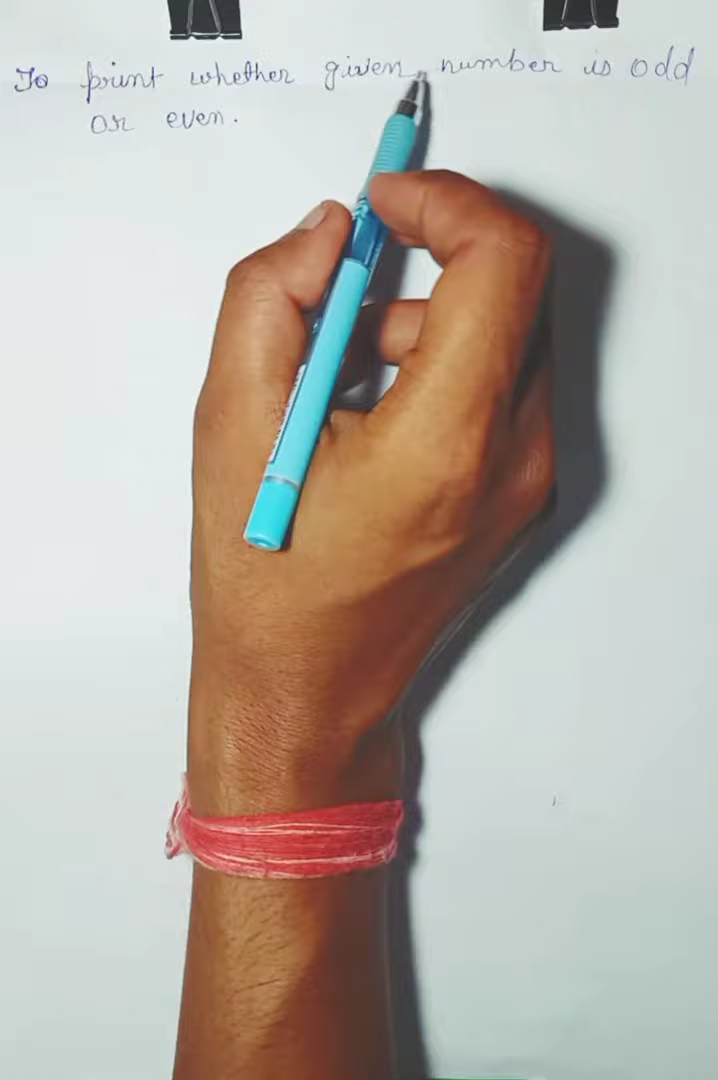 To print whether given number is odd
or even.